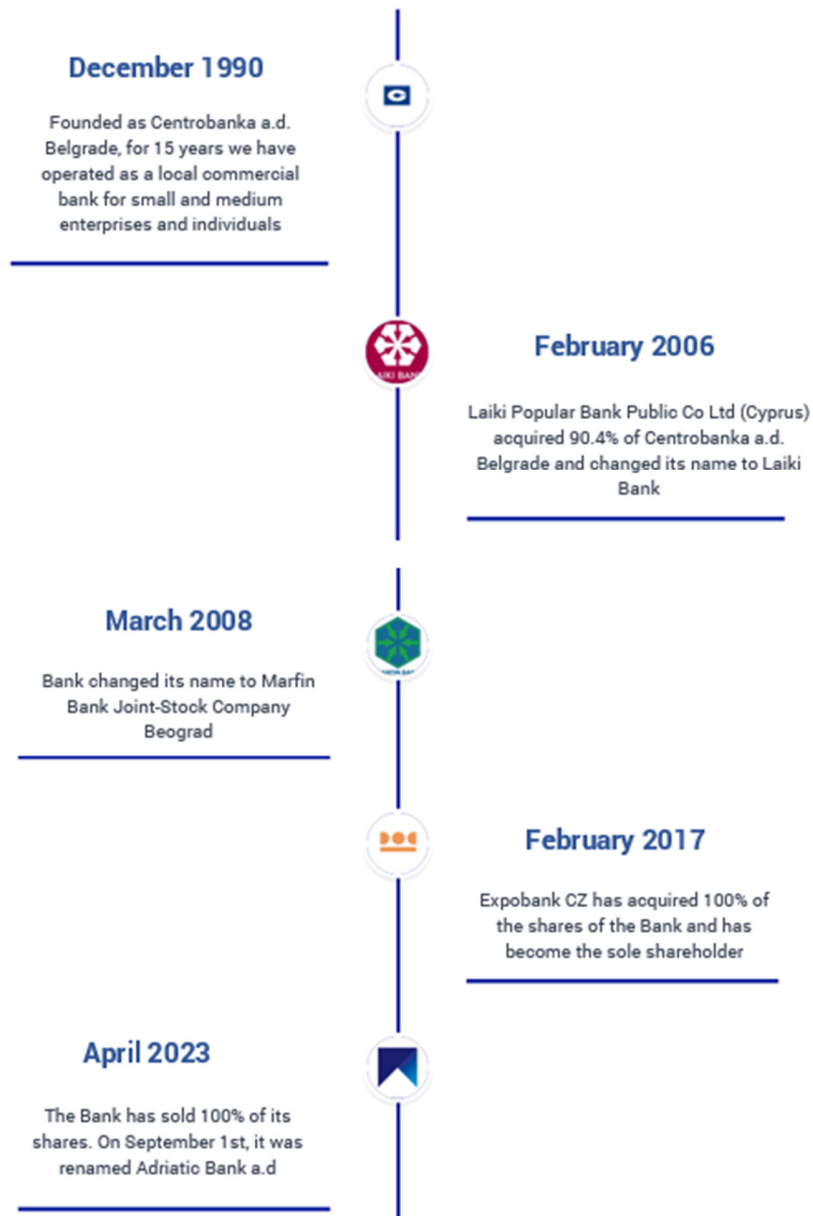 December 1990
Founded as Centrobanka a.d.
Belgrade, for 15 years we have
operated as a local commercial
bank for small and medium
enterprises and individuals
February 2006
Laiki Popular Bank Public Co Ltd (Cyprus)
acquired 90.4% of Centrobanka a.d.
Belgrade and changed its name to Laiki
Bank
March 2008
Bank changed its name to Marfin
Bank Joint-Stock Company
Beograd
February 2017
Expobank CZ has acquired 100% of
the shares of the Bank and has
become the sole shareholder
April 2023
The Bank has sold 100% of its
shares. On September 1st, it was
renamed Adriatic Bank a.d